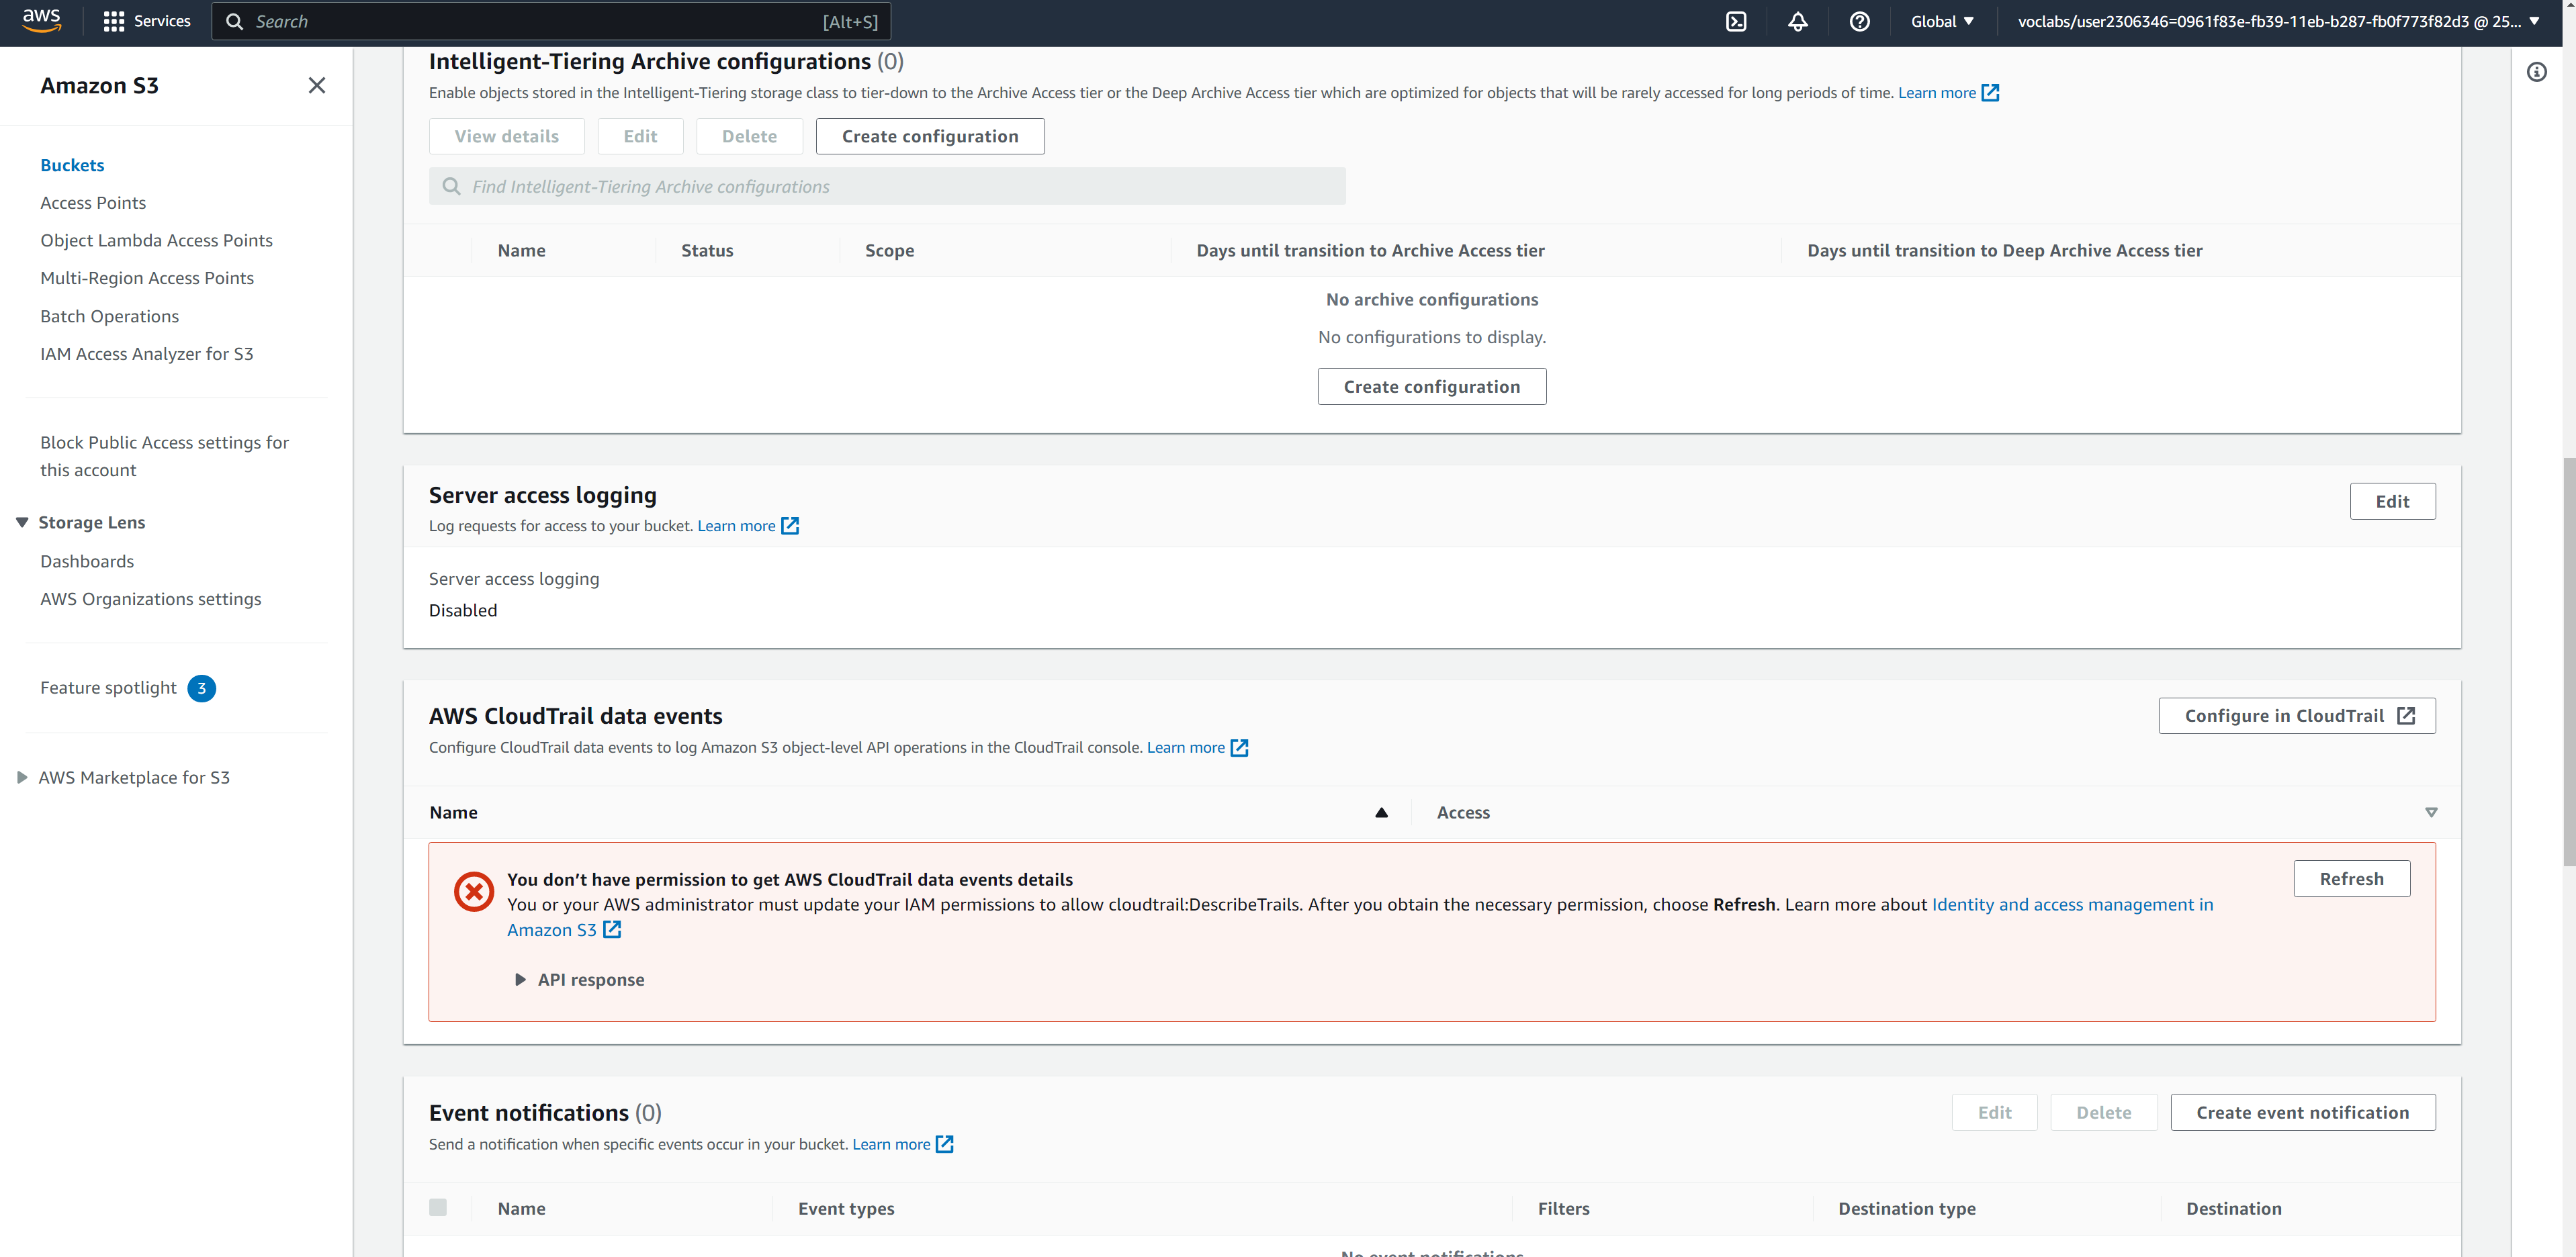 aws
Services
Search
[Alt+S]
Global
voclabs/user2306346=0961f83e-fb39-11eb-b287-fb0f773f82d3 @ 25...
Amazon S3
Buckets
Access Points
Object Lambda Access Points
Multi-Region Access Points
Batch Operations
IAM Access Analyzer for S3
Block Public Access settings for
this account
Storage Lens
Dashboards
AWS Organizations settings
Feature spotlight 3
AWS Marketplace for S3
Intelligent-Tiering Archive configurations (0)
Enable objects stored in the Intelligent-Tiering storage class to tier-down to the Archive Access tier or the Deep Archive Access tier which are optimized for objects that will be rarely accessed for long periods of time. Learn more
View details Edit Delete Create configuration
Find Intelligent-Tiering Archive configurations
Name Status Scope Days until transition to Archive Access tier Days until transition to Deep Archive Access tier
No archive configurations
No configurations to display.
Create configuration
Server access logging
Edit
Log requests for access to your bucket. Learn more
Server access logging
Disabled
AWS CloudTrail data events
Configure in CloudTrail
Configure CloudTrail data events to log Amazon S3 object-level API operations in the CloudTrail console. Learn more
Name Access
You don’t have permission to get AWS CloudTrail data events details
Refresh
You or your AWS administrator must update your IAM permissions to allow cloudtrail:DescribeTrails. After you obtain the necessary permission, choose Refresh. Learn more about Identity and access management in
Amazon S3
API response
Event notifications (0)
Edit Delete Create event notification
Send a notification when specific events occur in your bucket. Learn more
Name Event types Filters Destination type Destination
No event notifications